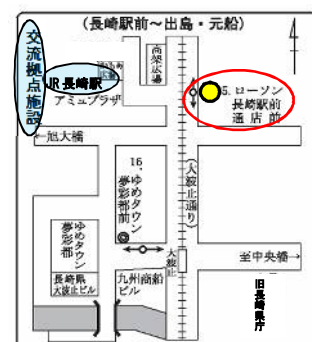 (長崎駅前～出島・元船)
交流拠点施設
JR 長崎駅
アミュプラザ
高架広場
5. ローソン
長崎駅前
通店前
←旭大橋
16. ゆめタウン
夢彩都前
(大波止通り)
ゆめタウン
夢彩都
大波止
至中央橋→
長崎県
大波止ビル
九州商船
ビル
旧長崎県庁